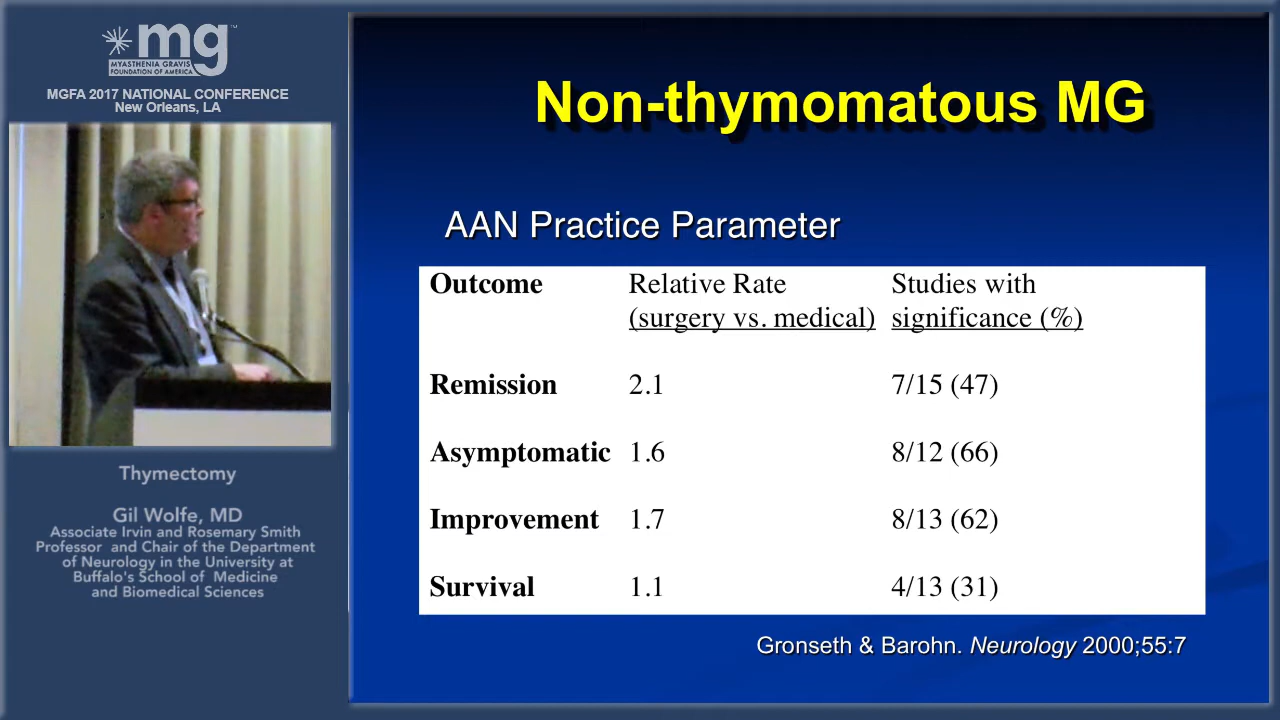 mg
MYASTHENIA GRAVIS
FOUNDATION OF AMERICA
MGFA 2017 NATIONAL CONFERENCE
New Orleans, LA
Thymectomy
Gil Wolfe, MD
Associate Irvin and Rosemary Smith
Professor and Chair of the Department
of Neurology in the University at
Buffalo's School of Medicine
and Biomedical Sciences
Non-thymomatous MG
AAN Practice Parameter
Outcome Relative Rate Studies with
(surgery vs. medical) significance (%)
Remission 2.1 7/15 (47)
Asymptomatic 1.6 8/12 (66)
Improvement 1.7 8/13 (62)
Survival 1.1 4/13 (31)
Gronseth & Barohn. Neurology 2000;55:7